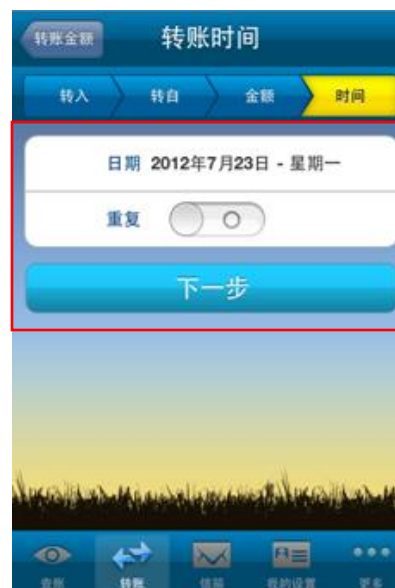 转账金额 转账时间
转入 转自 金额 时间
日期 2012年7月23日 - 星期一
重复
下一步
查账 转账 信箱 我的设置 更多